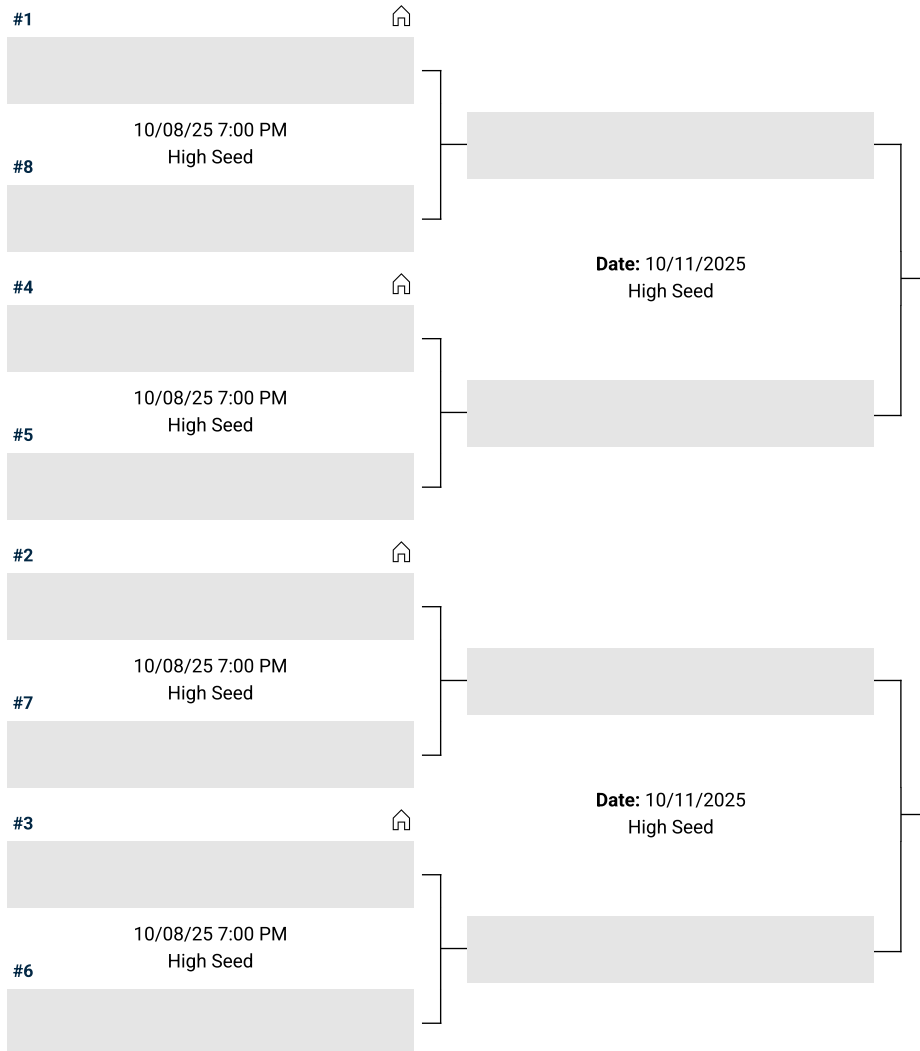 #1
10/08/25 7:00 PM
High Seed
#8
#4
10/08/25 7:00 PM
High Seed
#5
Date: 10/11/2025
High Seed
#2
10/08/25 7:00 PM
High Seed
#7
#3
10/08/25 7:00 PM
High Seed
#6
Date: 10/11/2025
High Seed